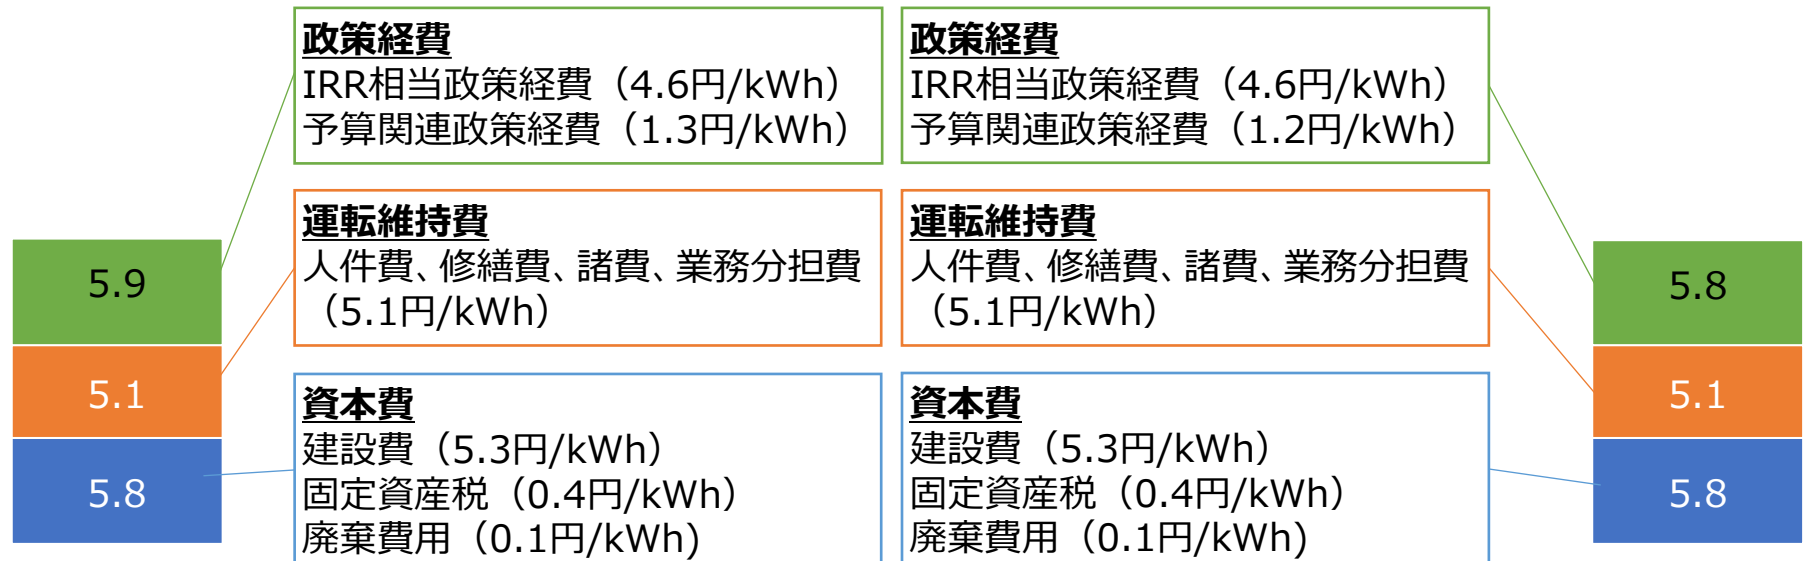 政策経費
IRR相当政策経費（4.6円/kWh）
予算関連政策経費（1.3円/kWh）
運転維持費
人件費、修繕費、諸費、業務分担費
（5.1円/kWh）
資本費
建設費（5.3円/kWh）
固定資産税（0.4円/kWh）
廃棄費用（0.1円/kWh)
5.9
5.1
5.8
政策経費
IRR相当政策経費（4.6円/kWh）
予算関連政策経費（1.2円/kWh）
運転維持費
人件費、修繕費、諸費、業務分担費
（5.1円/kWh）
資本費
建設費（5.3円/kWh）
固定資産税（0.4円/kWh）
廃棄費用（0.1円/kWh)
5.8
5.1
5.8